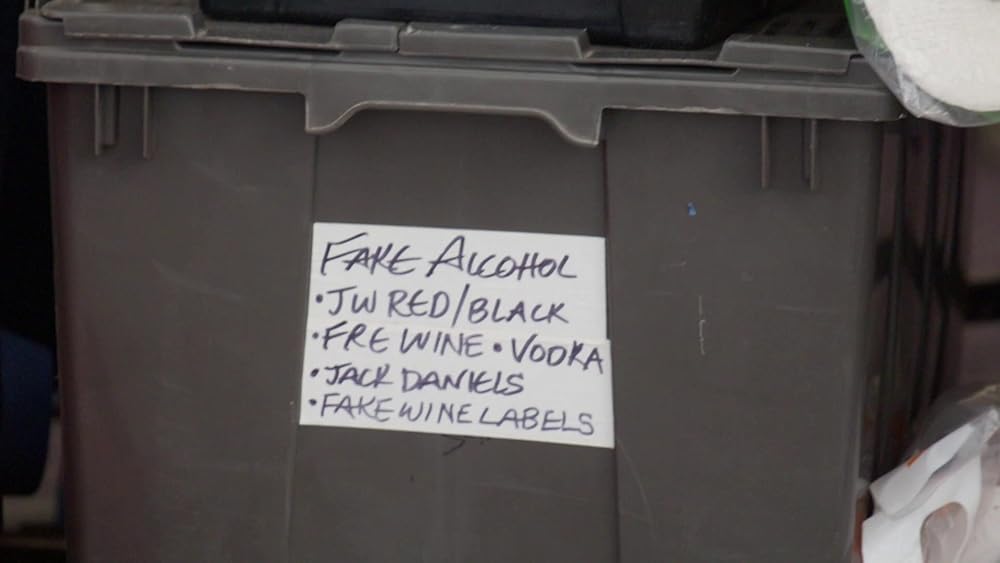 FAKE ALCOHOL
•JW RED/BLACK
•FRE WINE •VODKA
•JACK DANIELS
•FAKE WINE LABELS